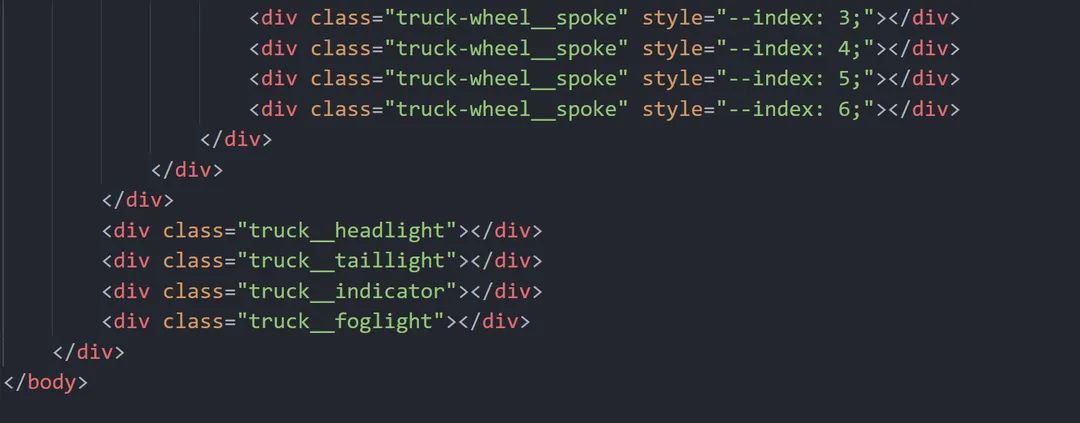 <div class="truck-wheel__spoke" style="--index: 3;"></div>
<div class="truck-wheel__spoke" style="--index: 4;"></div>
<div class="truck-wheel__spoke" style="--index: 5;"></div>
<div class="truck-wheel__spoke" style="--index: 6;"></div>
</div>
</div>
</div>
<div class="truck__headlight"></div>
<div class="truck__taillight"></div>
<div class="truck__indicator"></div>
<div class="truck__foglight"></div>
</div>
</body>